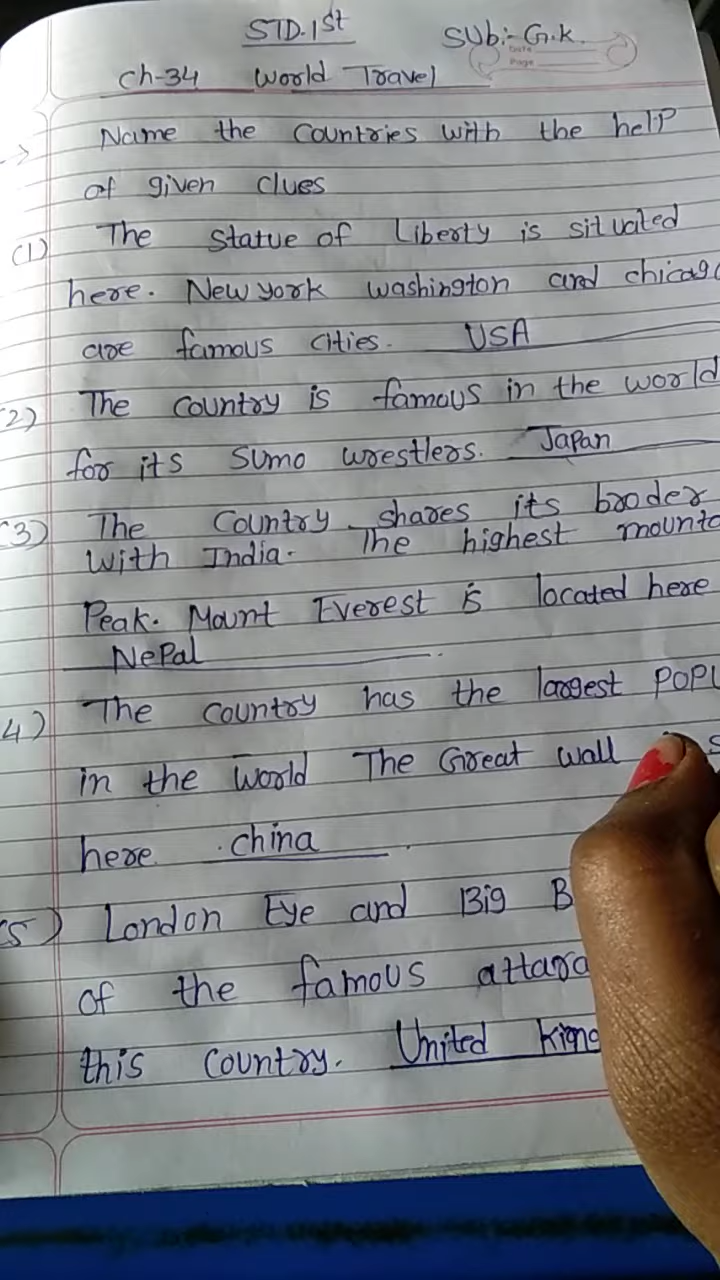 STD.1st Sub:- G.k.
Date
Page
Ch-34 World Travel
Name the Countries with the help
of given clues
(1) The Statue of Liberty is situated
here. New york washington and chicago
are famous cities. USA
2) The country is famous in the world
for its Sumo wrestlers. Japan
(3) The Country shares its broder
with India. The highest
Peak. Mount Everest is located here
Nepal
4) The country has the largest
in the world The Great wall
here china
5) London Eye and Big
of the famous
this country. United